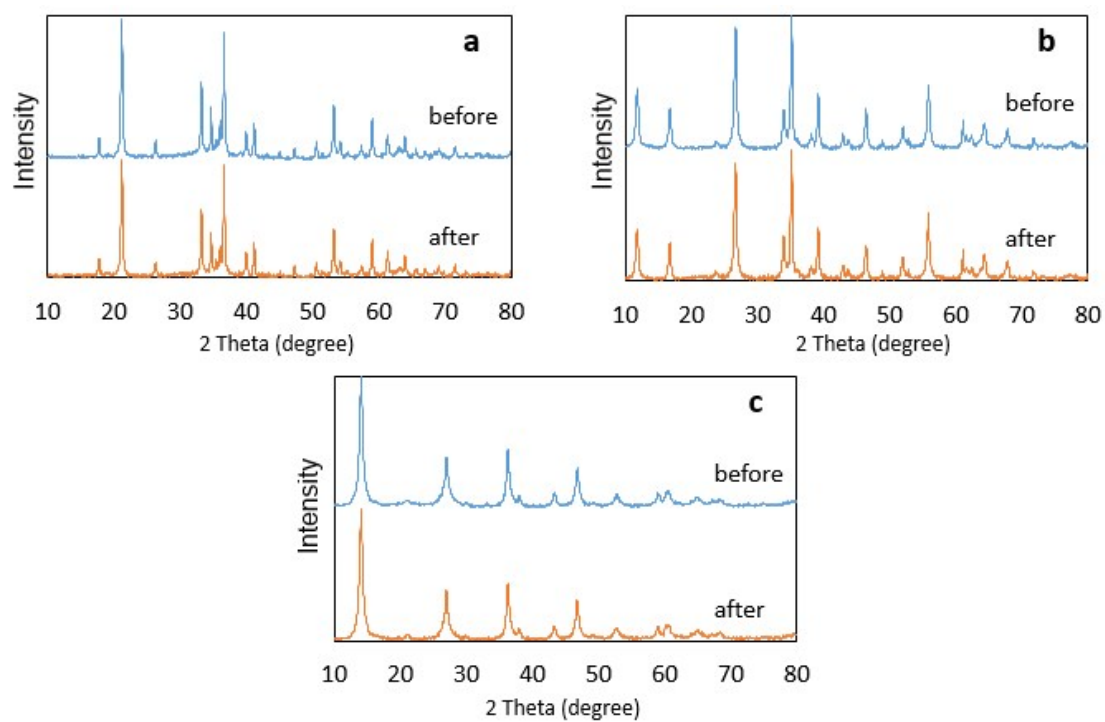 a
before
after
Intensity
10 20 30 40 50 60 70 80
2 Theta (degree)
b
before
after
Intensity
10 20 30 40 50 60 70 80
2 Theta (degree)
c
before
after
Intensity
10 20 30 40 50 60 70 80
2 Theta (degree)